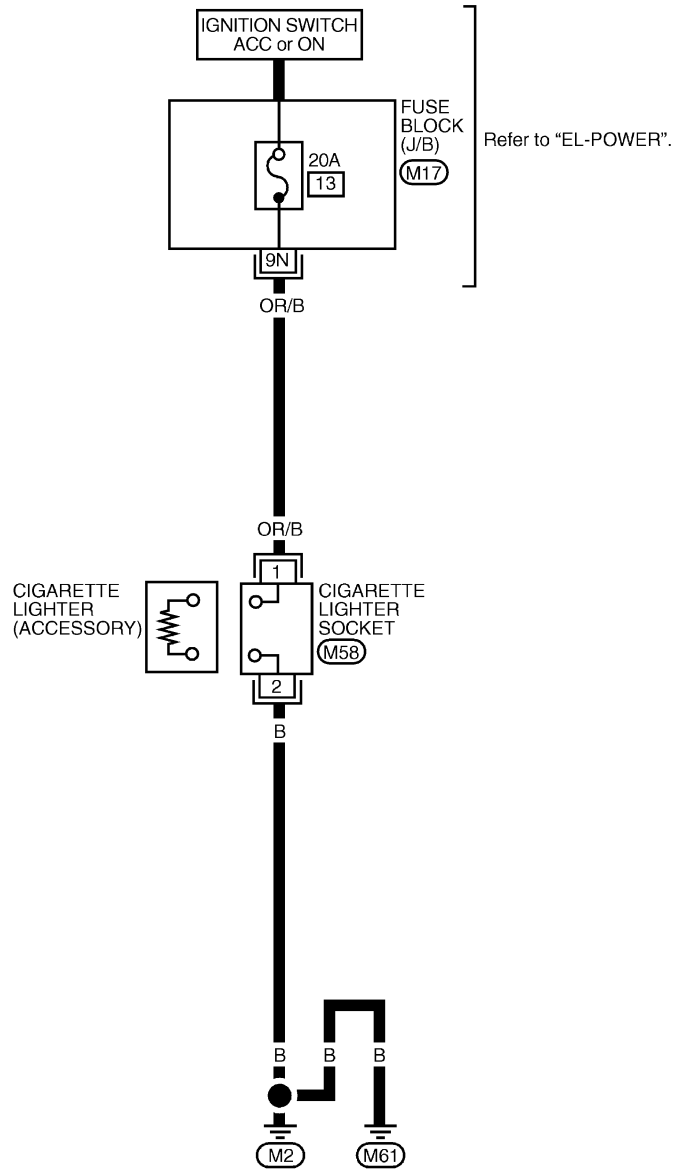 IGNITION SWITCH
ACC or ON
FUSE
BLOCK
(J/B)
M17
Refer to “EL-POWER”.
20A
13
9N
OR/B
OR/B
1
CIGARETTE
LIGHTER
(ACCESSORY)
CIGARETTE
LIGHTER
SOCKET
M58
2
B
B
B
B
M2
M61